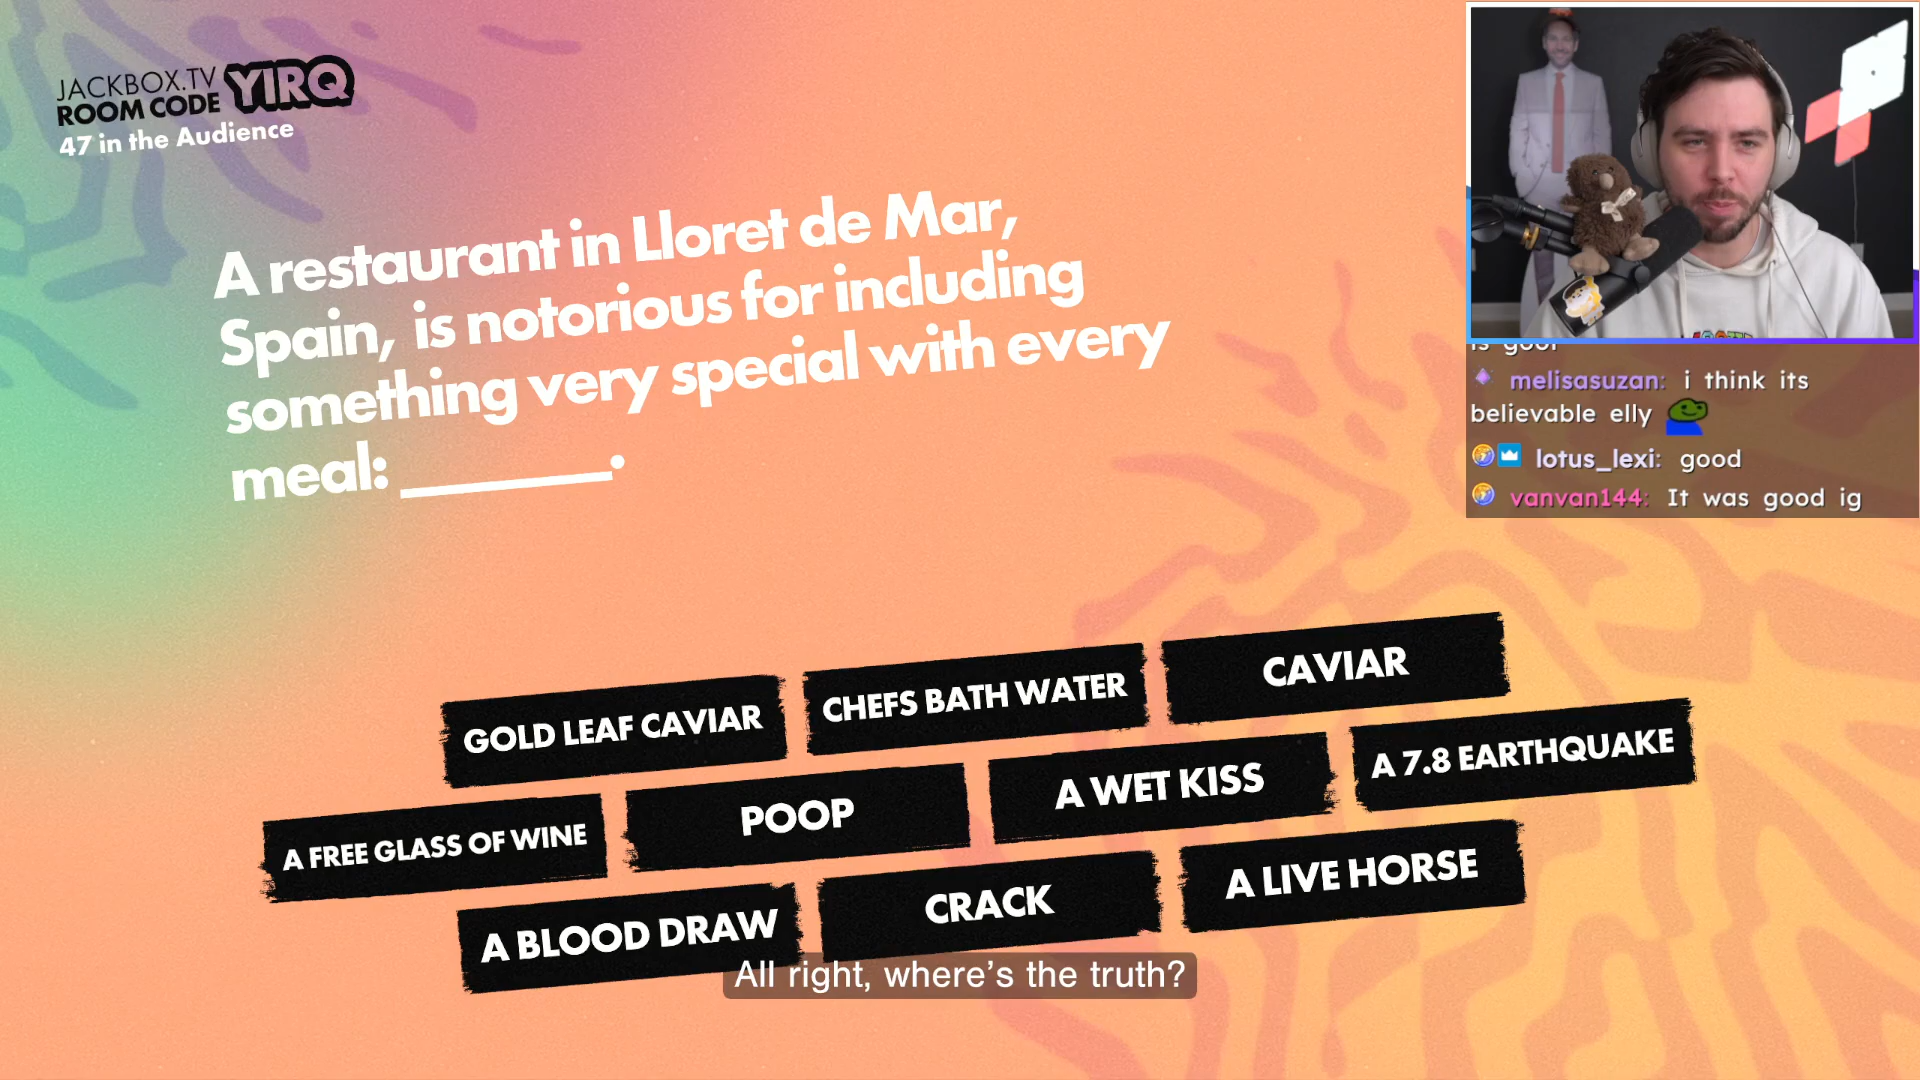 JACKBOX.TV
ROOM CODE YIRQ
47 in the Audience
A restaurant in Lloret de Mar,
Spain, is notorious for including
something very special with every
meal: ________.
melisasuzan: i think its
believable elly
lotus_lexi: good
vanvan144: It was good ig
GOLD LEAF CAVIAR
CHEFS BATH WATER
CAVIAR
A FREE GLASS OF WINE
POOP
A WET KISS
A 7.8 EARTHQUAKE
A BLOOD DRAW
CRACK
A LIVE HORSE
All right, where's the truth?